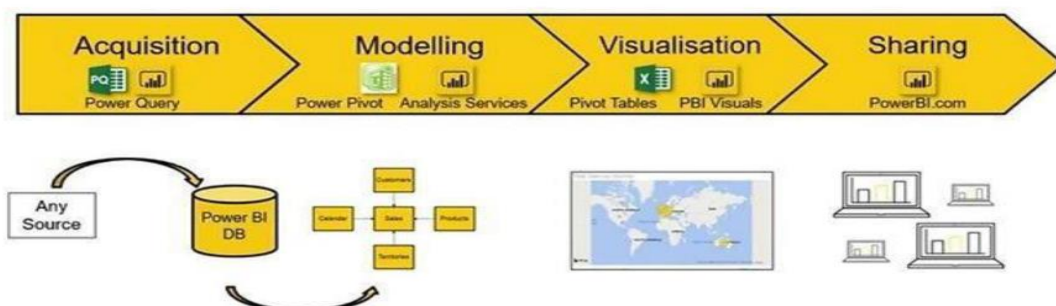 Acquisition
Modelling
Visualisation
Sharing
PQ
X
Power Query
Power Pivot
Analysis Services
Pivot Tables
PBI Visuals
PowerBI.com
Any
Source
Power BI
DB
Customers
Calendar
Sales
Products
Territories